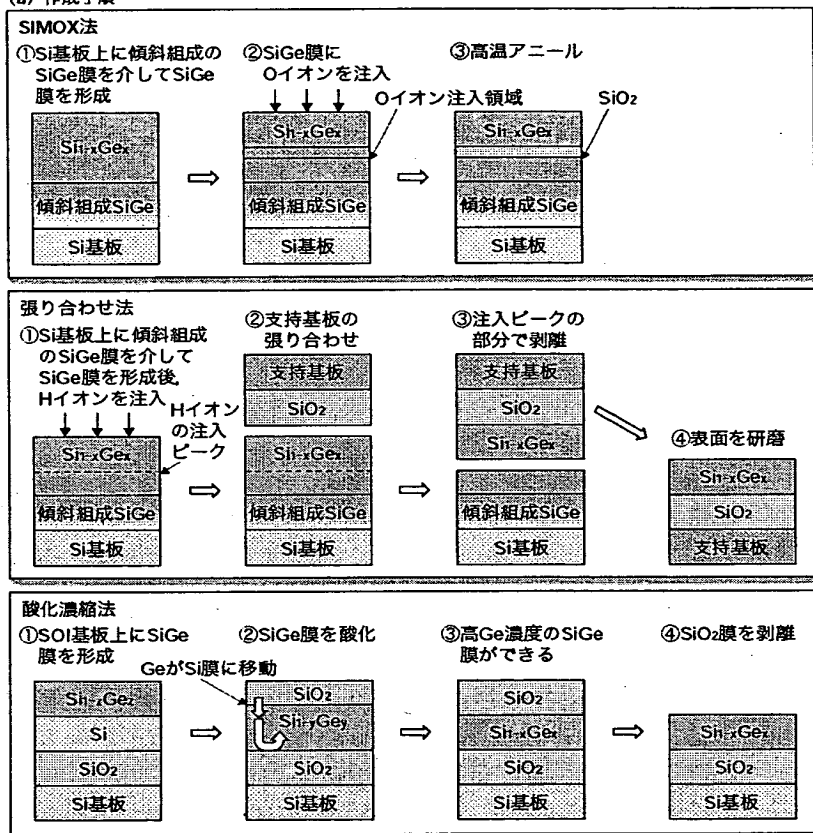 (a) 作成手順
SIMOX法
①Si基板上に傾斜組成の
SiGe膜を介してSiGe
膜を形成
②SiGe膜に
Oイオンを注入
③高温アニール
Oイオン注入領域
SiO2
Si1-xGex
傾斜組成SiGe
Si基板
Si1-xGex
傾斜組成SiGe
Si基板
Si1-xGex
傾斜組成SiGe
Si基板
張り合わせ法
①Si基板上に傾斜組成
のSiGe膜を介して
SiGe膜を形成後,
Hイオンを注入
Hイオン
の注入
ピーク
②支持基板の
張り合わせ
③注入ピークの
部分で剥離
④表面を研磨
Si1-xGex
傾斜組成SiGe
Si基板
支持基板
SiO2
Si1-xGex
傾斜組成SiGe
Si基板
支持基板
SiO2
Si1-xGex
傾斜組成SiGe
Si基板
Si1-xGex
SiO2
支持基板
酸化濃縮法
①SOI基板上にSiGe
膜を形成
②SiGe膜を酸化
GeがSi膜に移動
③高Ge濃度のSiGe
膜ができる
④SiO2膜を剥離
Si1-zGez
Si
SiO2
Si基板
SiO2
Si1-yGey
SiO2
Si基板
SiO2
Si1-xGex
SiO2
Si基板
Si1-xGex
SiO2
Si基板